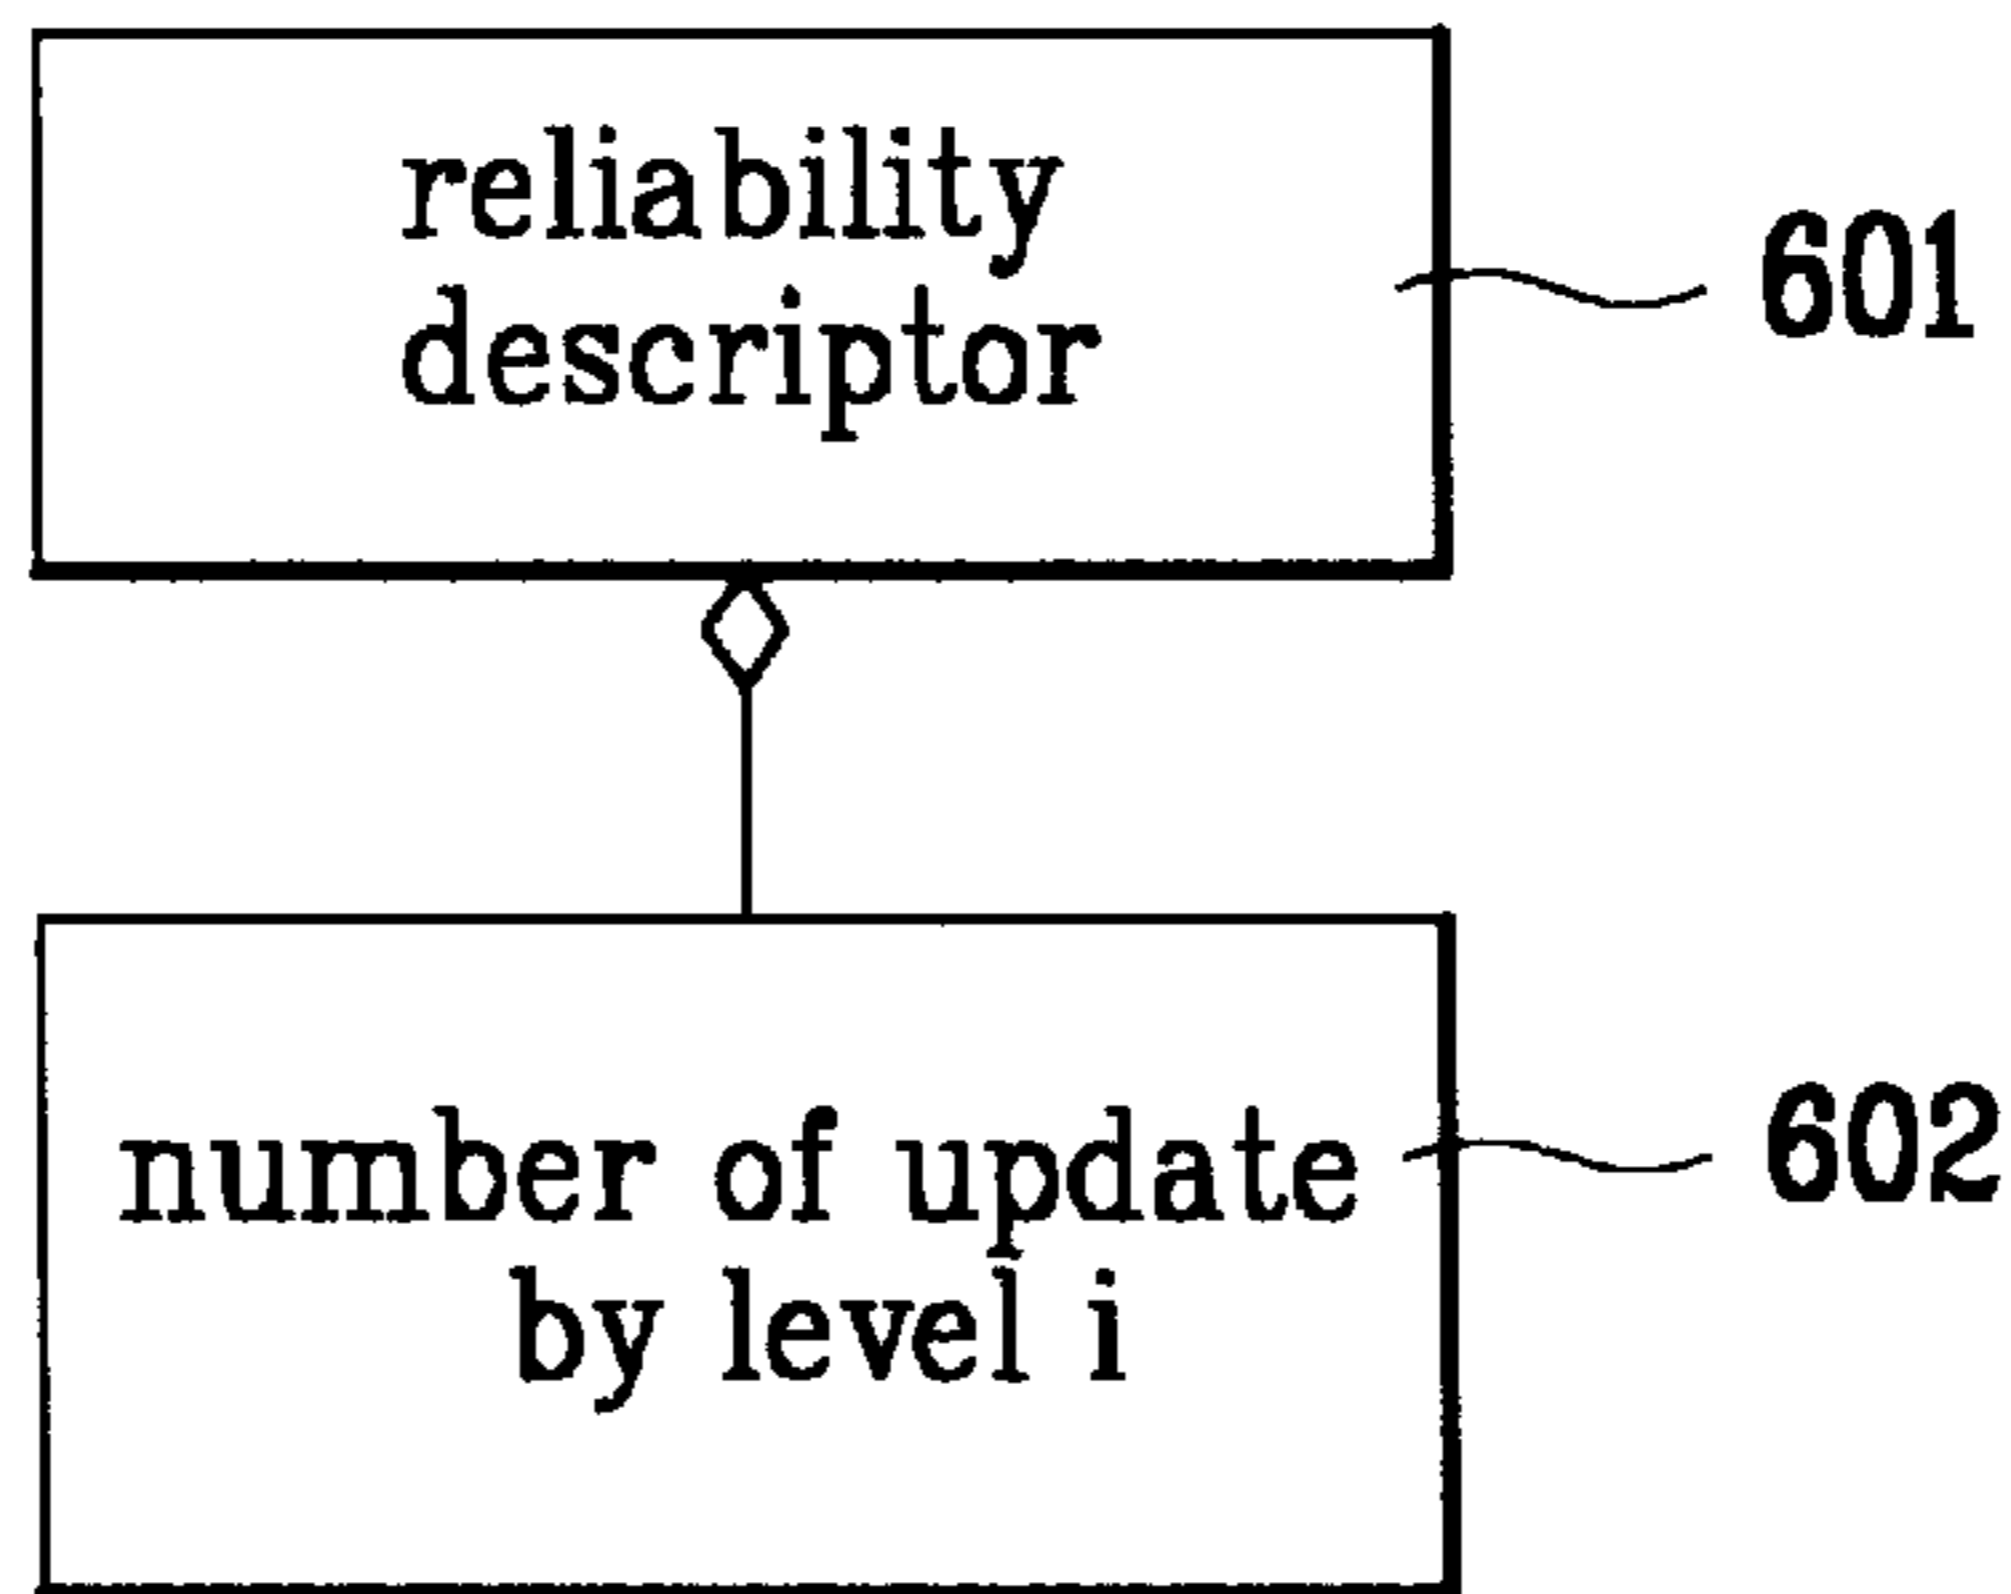 reliability
descriptor
601
number of update
by level i
602